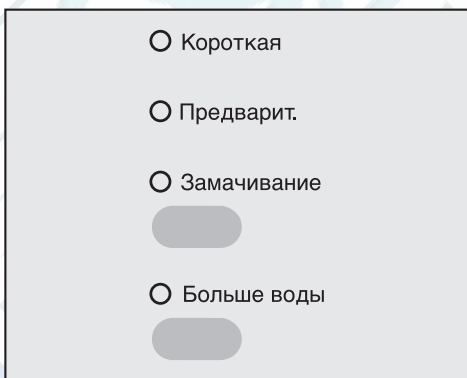 Короткая
Предварит.
Замачивание
Больше воды